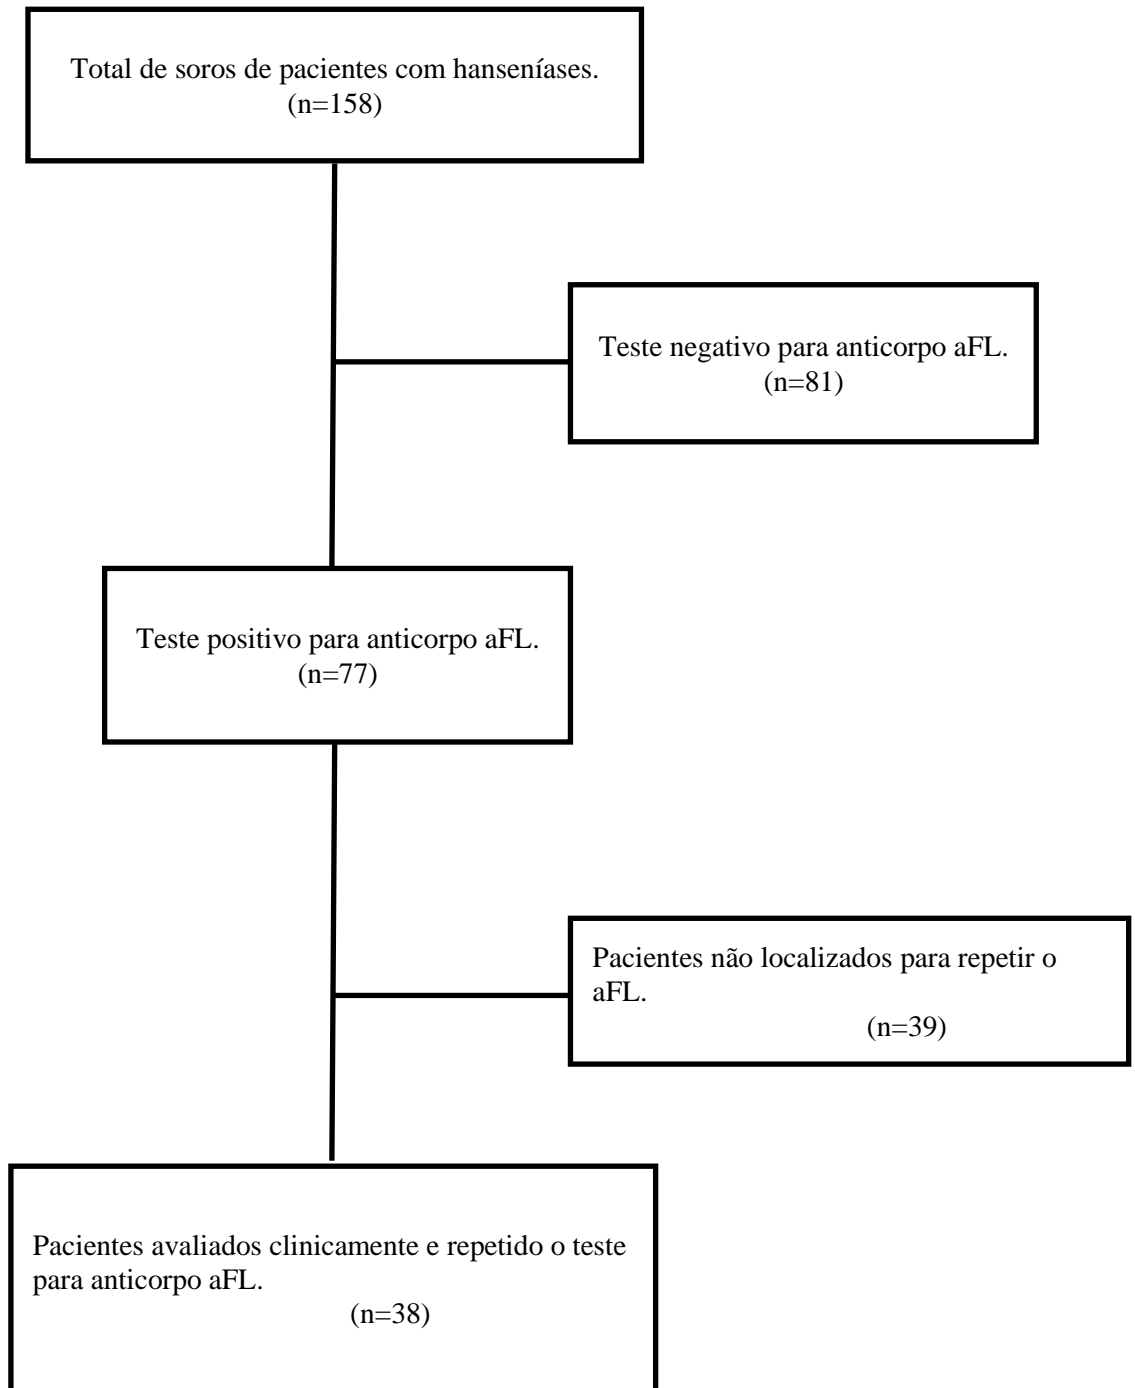 Total de soros de pacientes com hanseníases.
(n=158)
Teste negativo para anticorpo aFL.
(n=81)
Teste positivo para anticorpo aFL.
(n=77)
Pacientes não localizados para repetir o
aFL.
(n=39)
Pacientes avaliados clinicamente e repetido o teste
para anticorpo aFL.
(n=38)